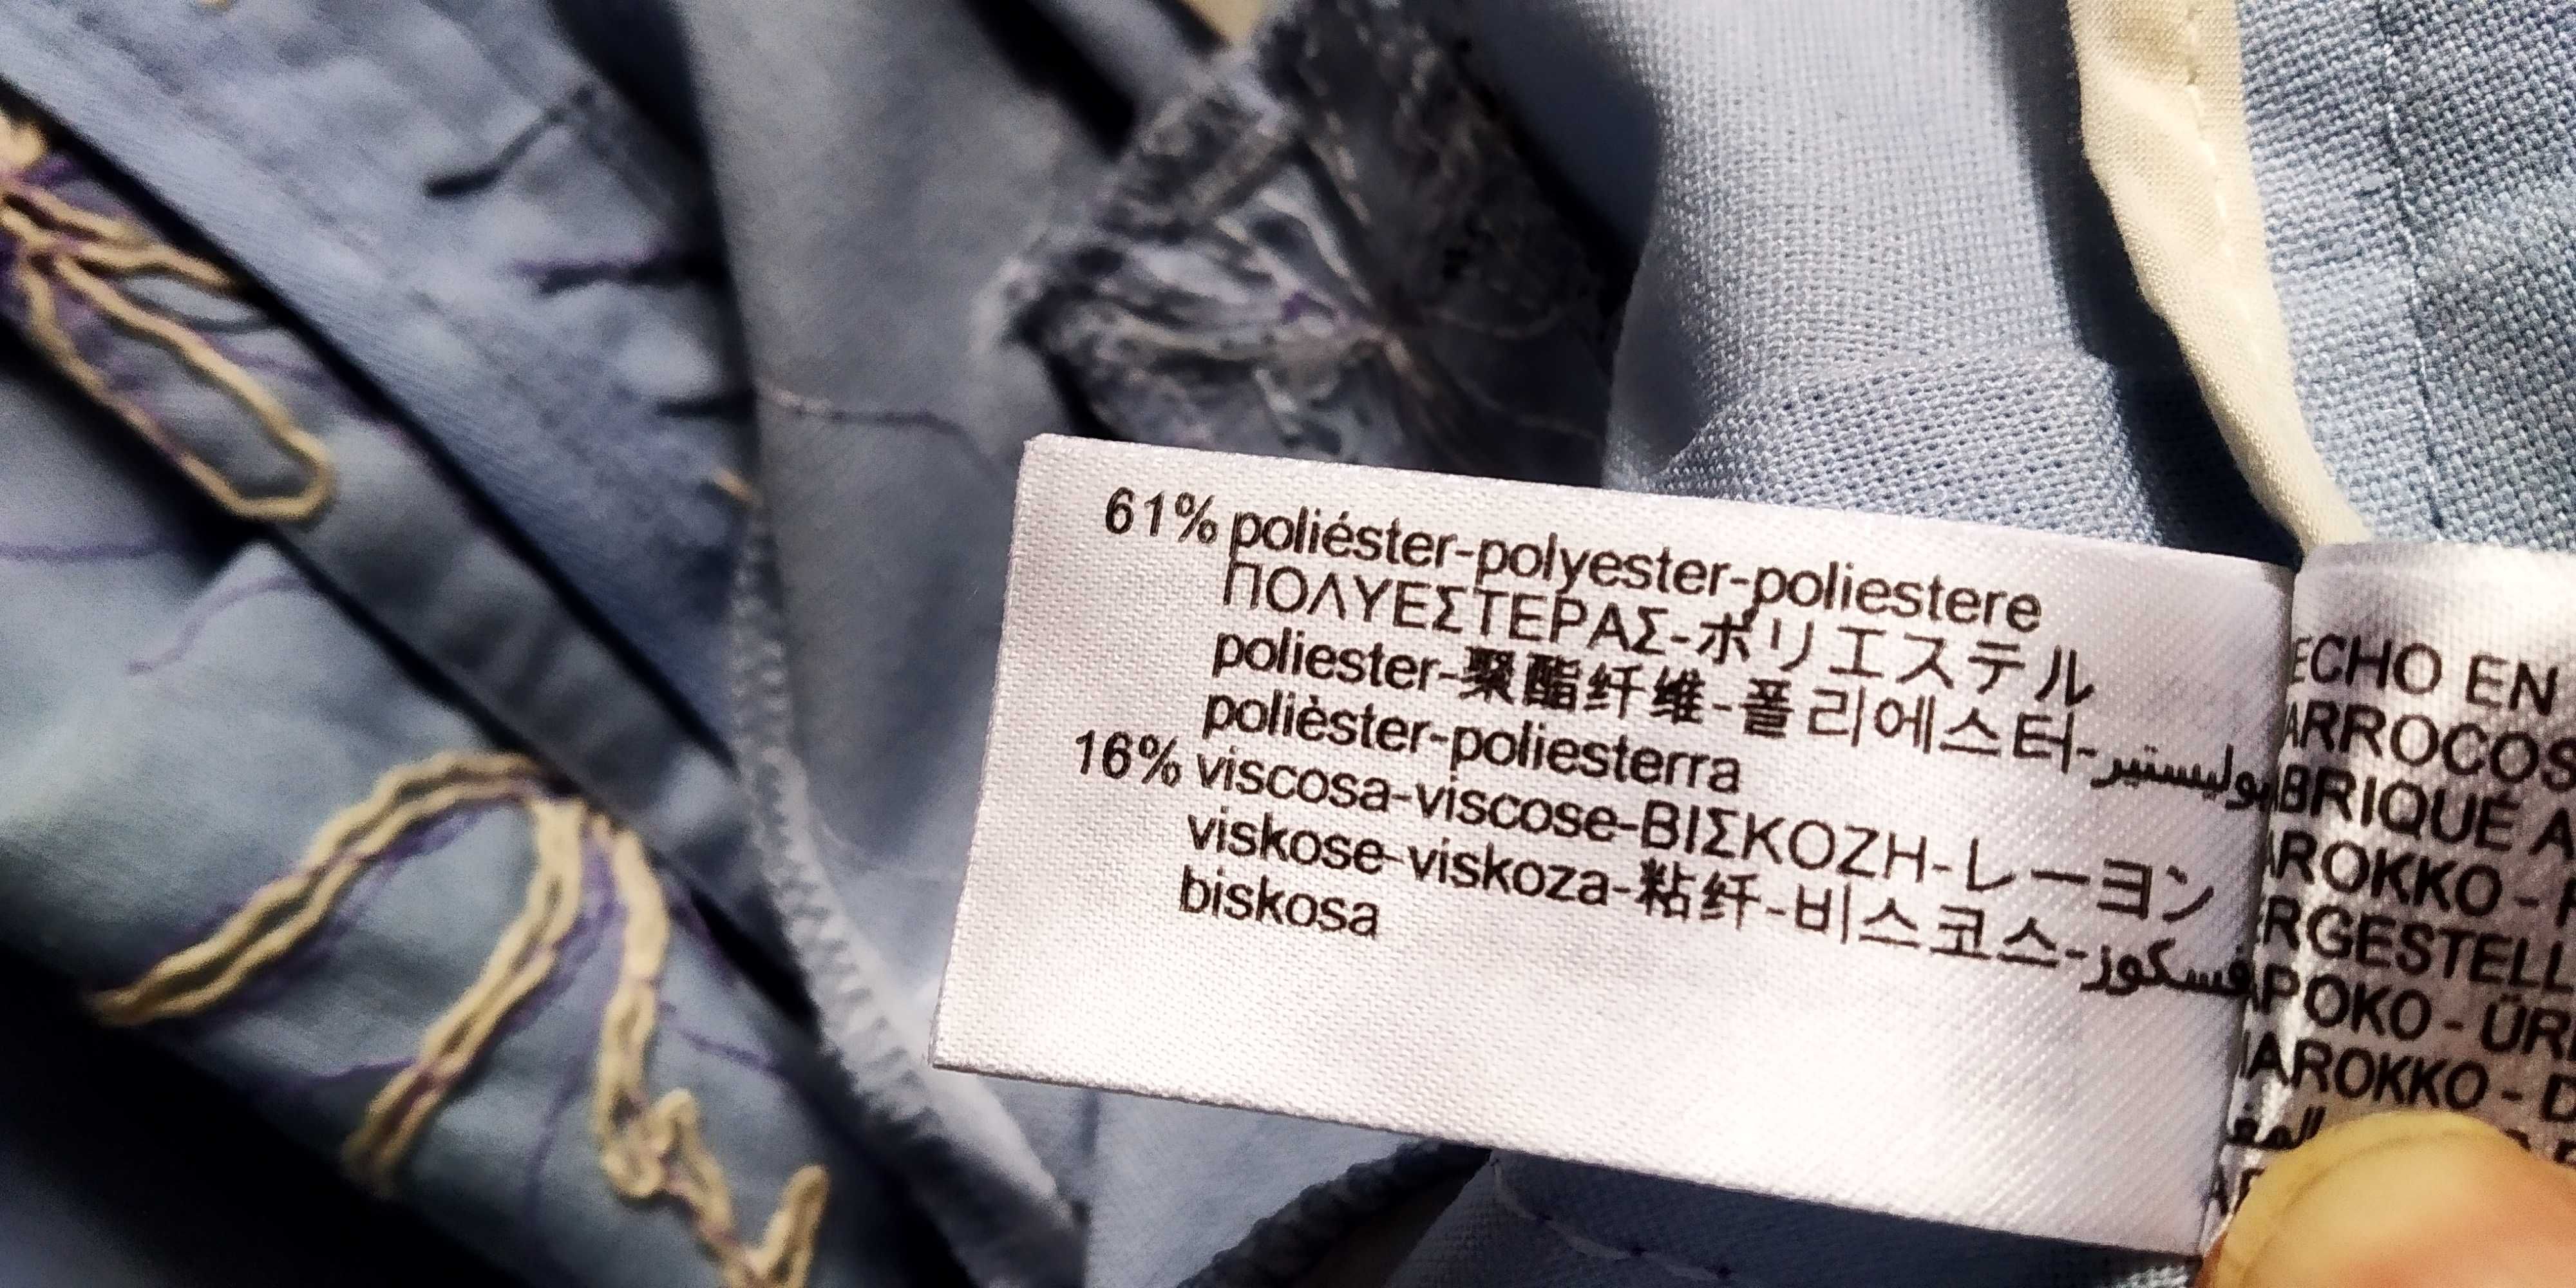 61% poliéster-polyester-poliestere
ΠΟΛΥΕΣΤΕΡΑΣ-ポリエステル
poliester-聚酯纤维-폴리에스터-بوليستير
polièster-poliesterra
16% viscosa-viscose-ΒΙΣΚΟΖΗ-レーヨン
viskose-viskoza-粘纤-비스코스-فسكوز
biskosa
ECHO EN
ARROCOS
BRIQUÉ A
AROKKO -
RGESTELL
APOKO - ÜR
AROKKO - D